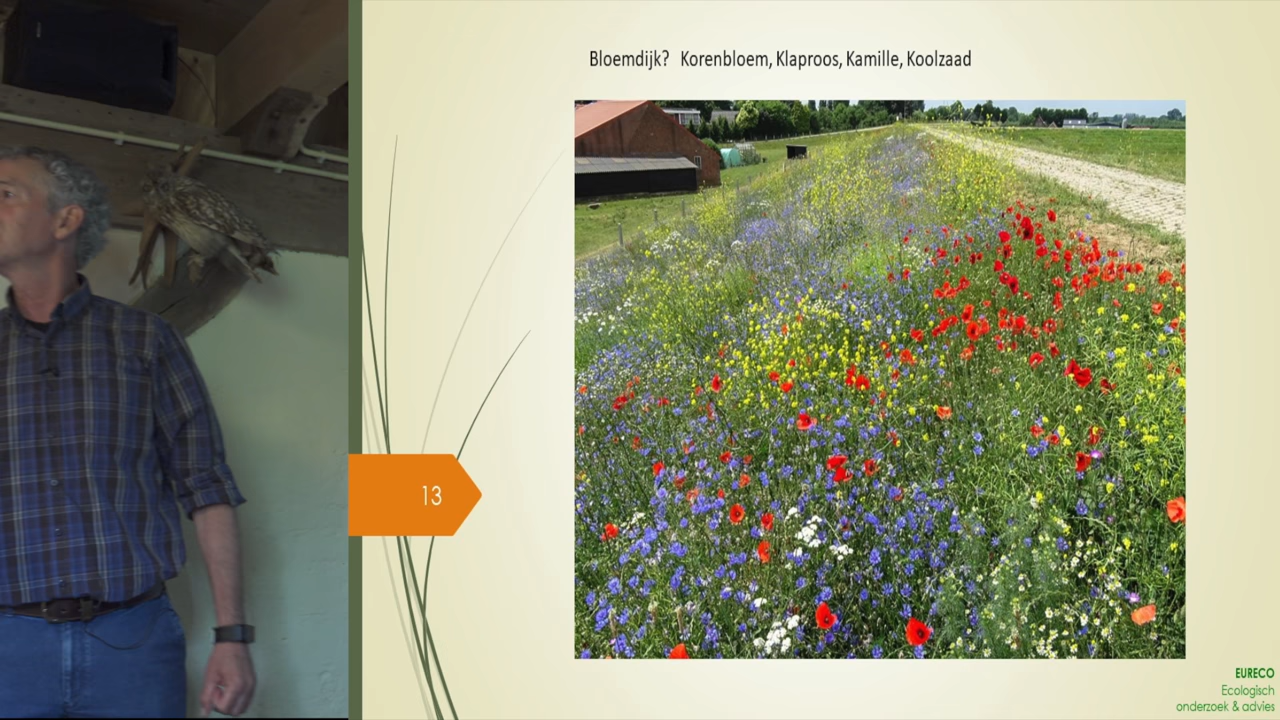 Bloemdijk? Korenbloem, Klaproos, Kamille, Koolzaad
13
EURECO
Ecologisch
onderzoek & advies